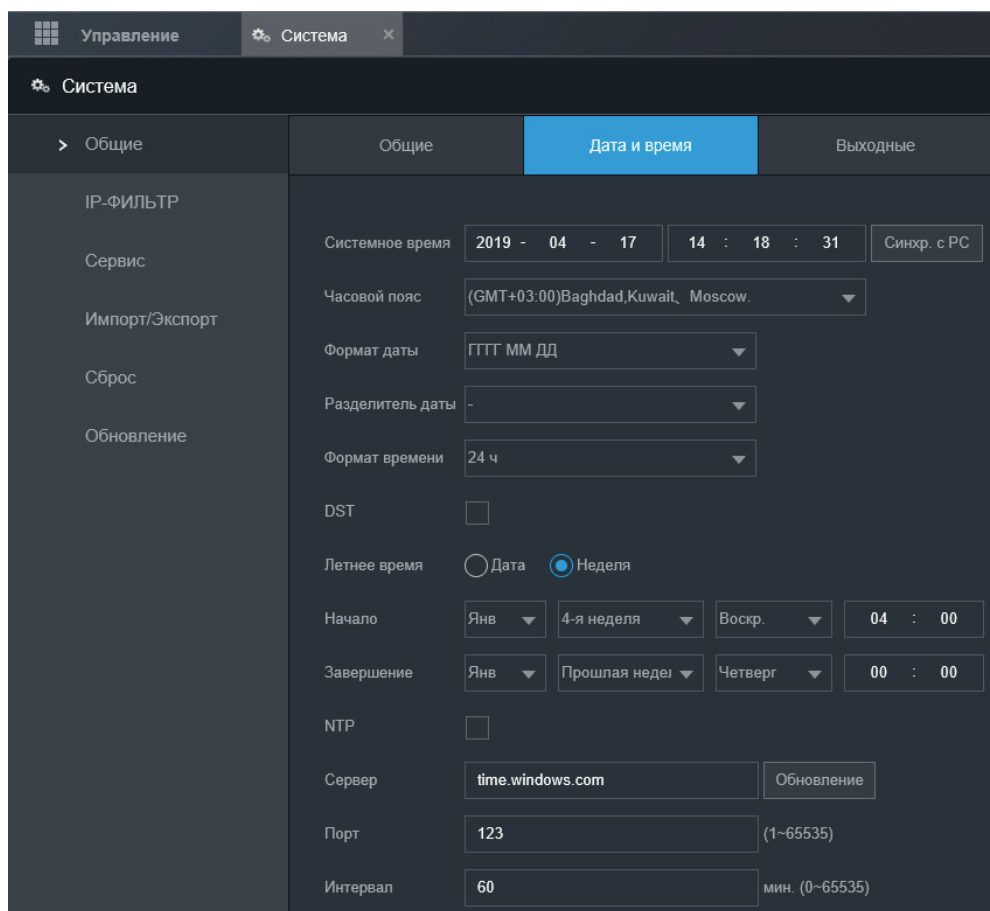 Управление
Система ×
Система
> Общие
IP-ФИЛЬТР
Сервис
Импорт/Экспорт
Сброс
Обновление
Общие Дата и время Выходные
Системное время 2019 - 04 - 17 14 : 18 : 31 Синхр. с PC
Часовой пояс (GMT+03:00)Baghdad,Kuwait、Moscow.
Формат даты ГГГГ ММ ДД
Разделитель даты -
Формат времени 24 ч
DST
Летнее время Дата Неделя
Начало Янв 4-я неделя Воскр. 04 : 00
Завершение Янв Прошлая недел Четверг 00 : 00
NTP
Сервер time.windows.com Обновление
Порт 123 (1~65535)
Интервал 60 мин. (0~65535)